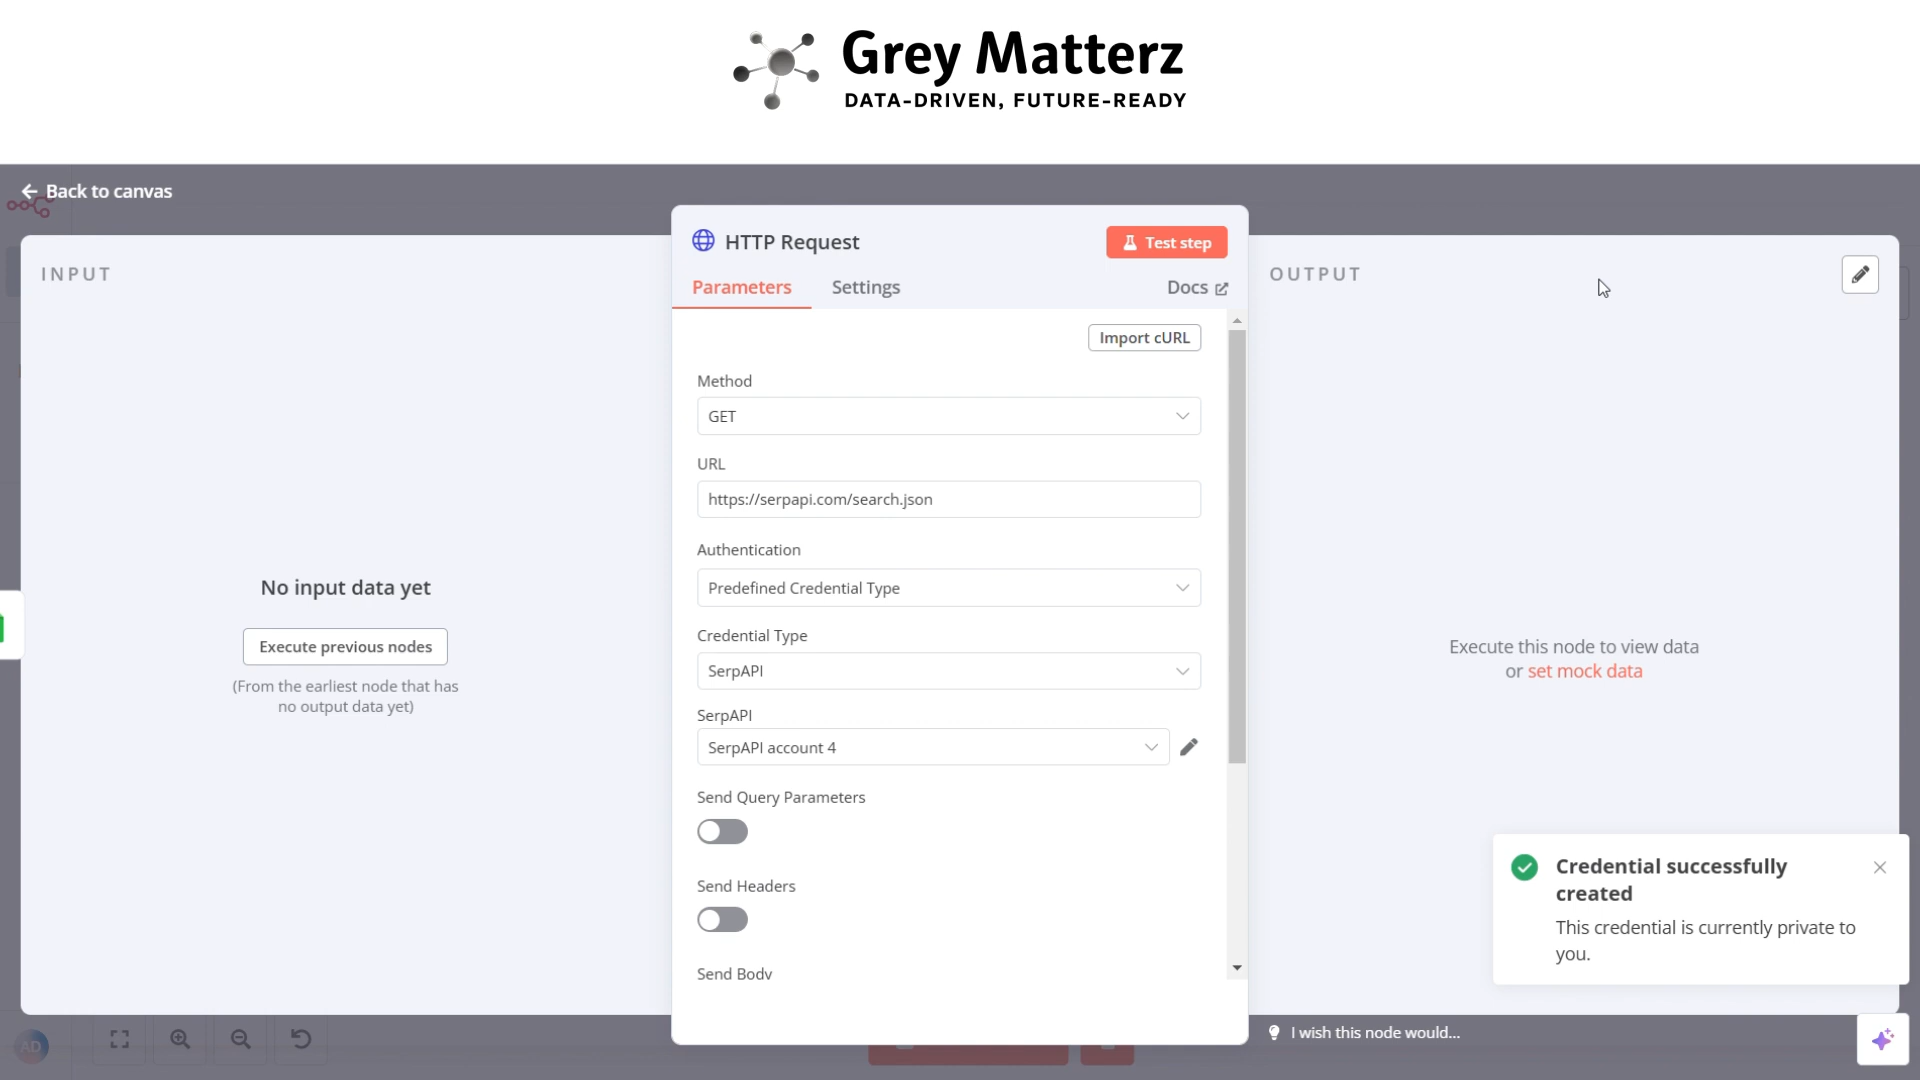 Grey Matterz
DATA-DRIVEN, FUTURE-READY
Back to canvas
HTTP Request
Test step
INPUT
OUTPUT
Parameters
Settings
Docs
Import cURL
Method
GET
URL
https://serpapi.com/search.json
Authentication
Predefined Credential Type
Credential Type
SerpAPI
SerpAPI
SerpAPI account 4
Send Query Parameters
Send Headers
Send Body
No input data yet
Execute previous nodes
(From the earliest node that has
no output data yet)
Execute this node to view data
or set mock data
Credential successfully
created
This credential is currently private to
you.
I wish this node would...
AD